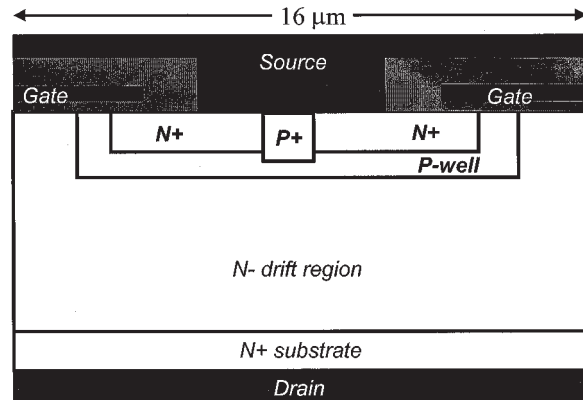 16 μm
Source
Gate Gate
N+ P+ N+
P-well
N- drift region
N+ substrate
Drain